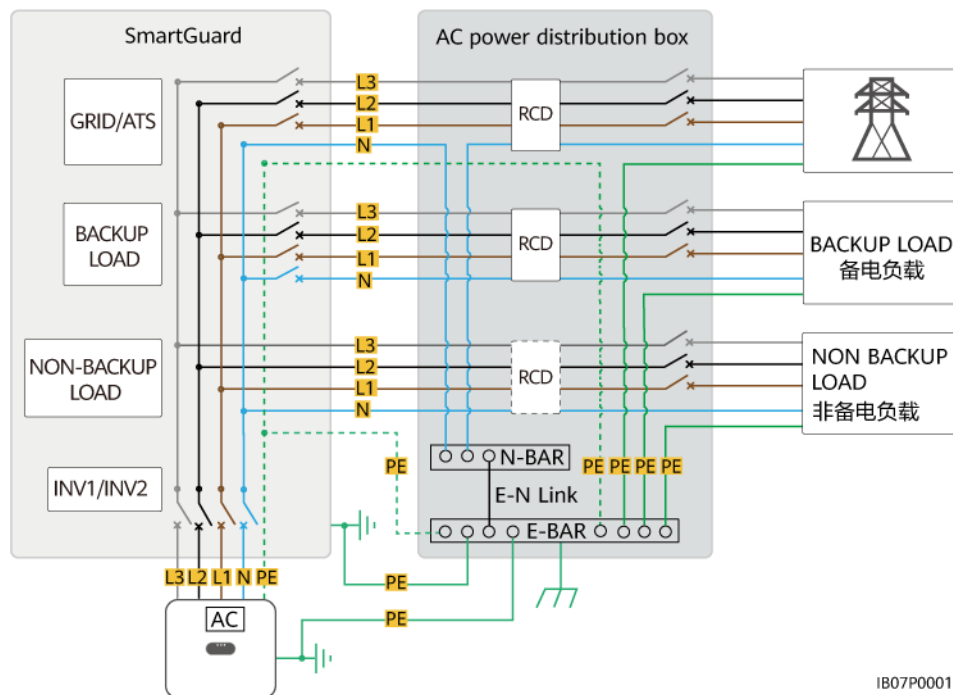 SmartGuard
AC power distribution box
GRID/ATS
L3
L2
L1
N
RCD
BACKUP
LOAD
L3
L2
L1
N
RCD
BACKUP LOAD
备电负载
NON-BACKUP
LOAD
L3
L2
L1
N
RCD
NON BACKUP
LOAD
非备电负载
INV1/INV2
PE
N-BAR
PE
PE
PE
PE
E-N Link
E-BAR
L3
L2
L1
N
PE
PE
PE
AC
IB07P0001